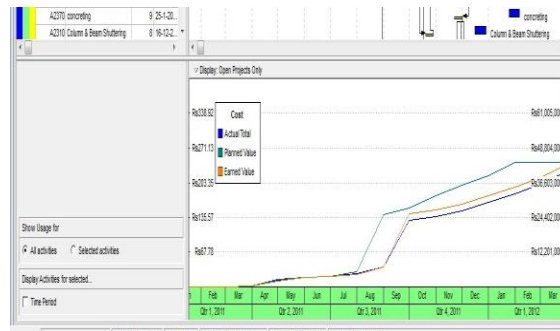 A2370 concreting 9 25-1-20...
concreting
A2310 Column & Beam Shuttering 8 16-12-2...
Column & Beam Shuttering
Display: Open Projects Only
Rs338.92
Cost
Rs61,005,00
Actual Total
Rs271.13
Planned Value
Rs48,804,00
Earned Value
Rs203.35
Rs36,603,00
Rs135.57
Rs24,402,00
Show Usage for
Rs67.78
Rs12,201,00
All activities Selected activities
Display Activities for selected...
Feb Mar Apr May Jun Jul Aug Sep Oct Nov Dec Jan Feb Mar
Time Period
Qtr 1, 2011 Qtr 2, 2011 Qtr 3, 2011 Qtr 4, 2011 Qtr 1, 2012